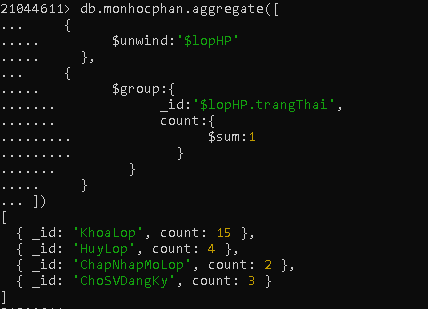 21044611> db.monhocphan.aggregate([
...     {
.....       $unwind:"$lopHP"
.....   },
...     {
.....       $group:{
.......           _id:"$lopHP.trangThai",
.......           count:{
.........               $sum:1
.........           }
.......       }
.....   }
... ])
[
  { _id: 'KhoaLop', count: 15 },
  { _id: 'HuyLop', count: 4 },
  { _id: 'ChapNhapMoLop', count: 2 },
  { _id: 'ChoSVDangKy', count: 3 }
]